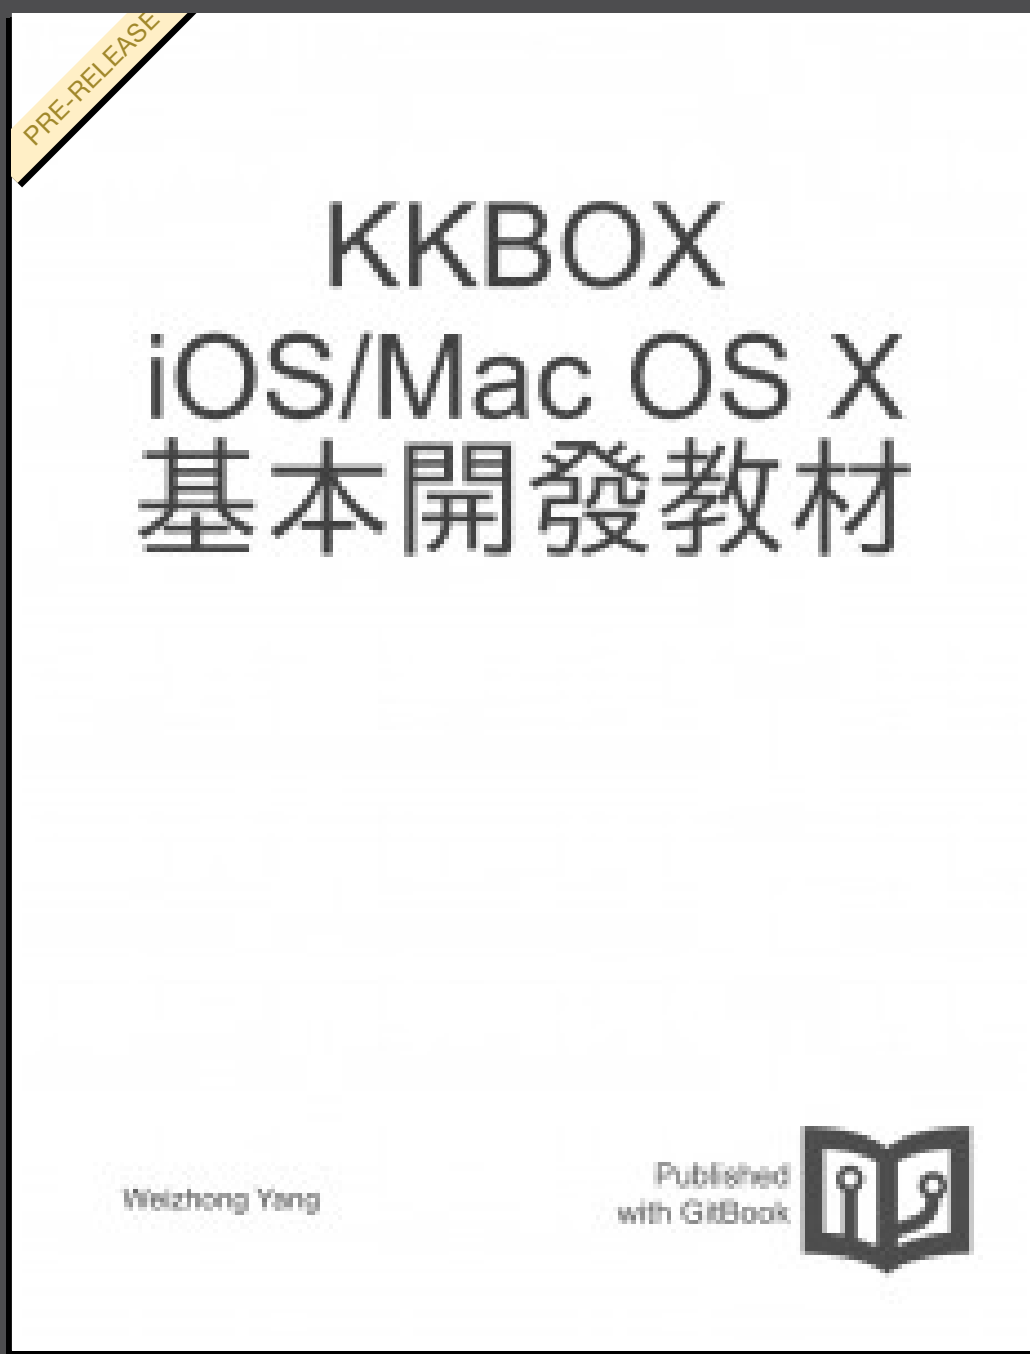 PRE-RELEASE
KKBOX
iOS/Mac OS X
基本開發教材
Weizhong Yang
Published
with GitBook